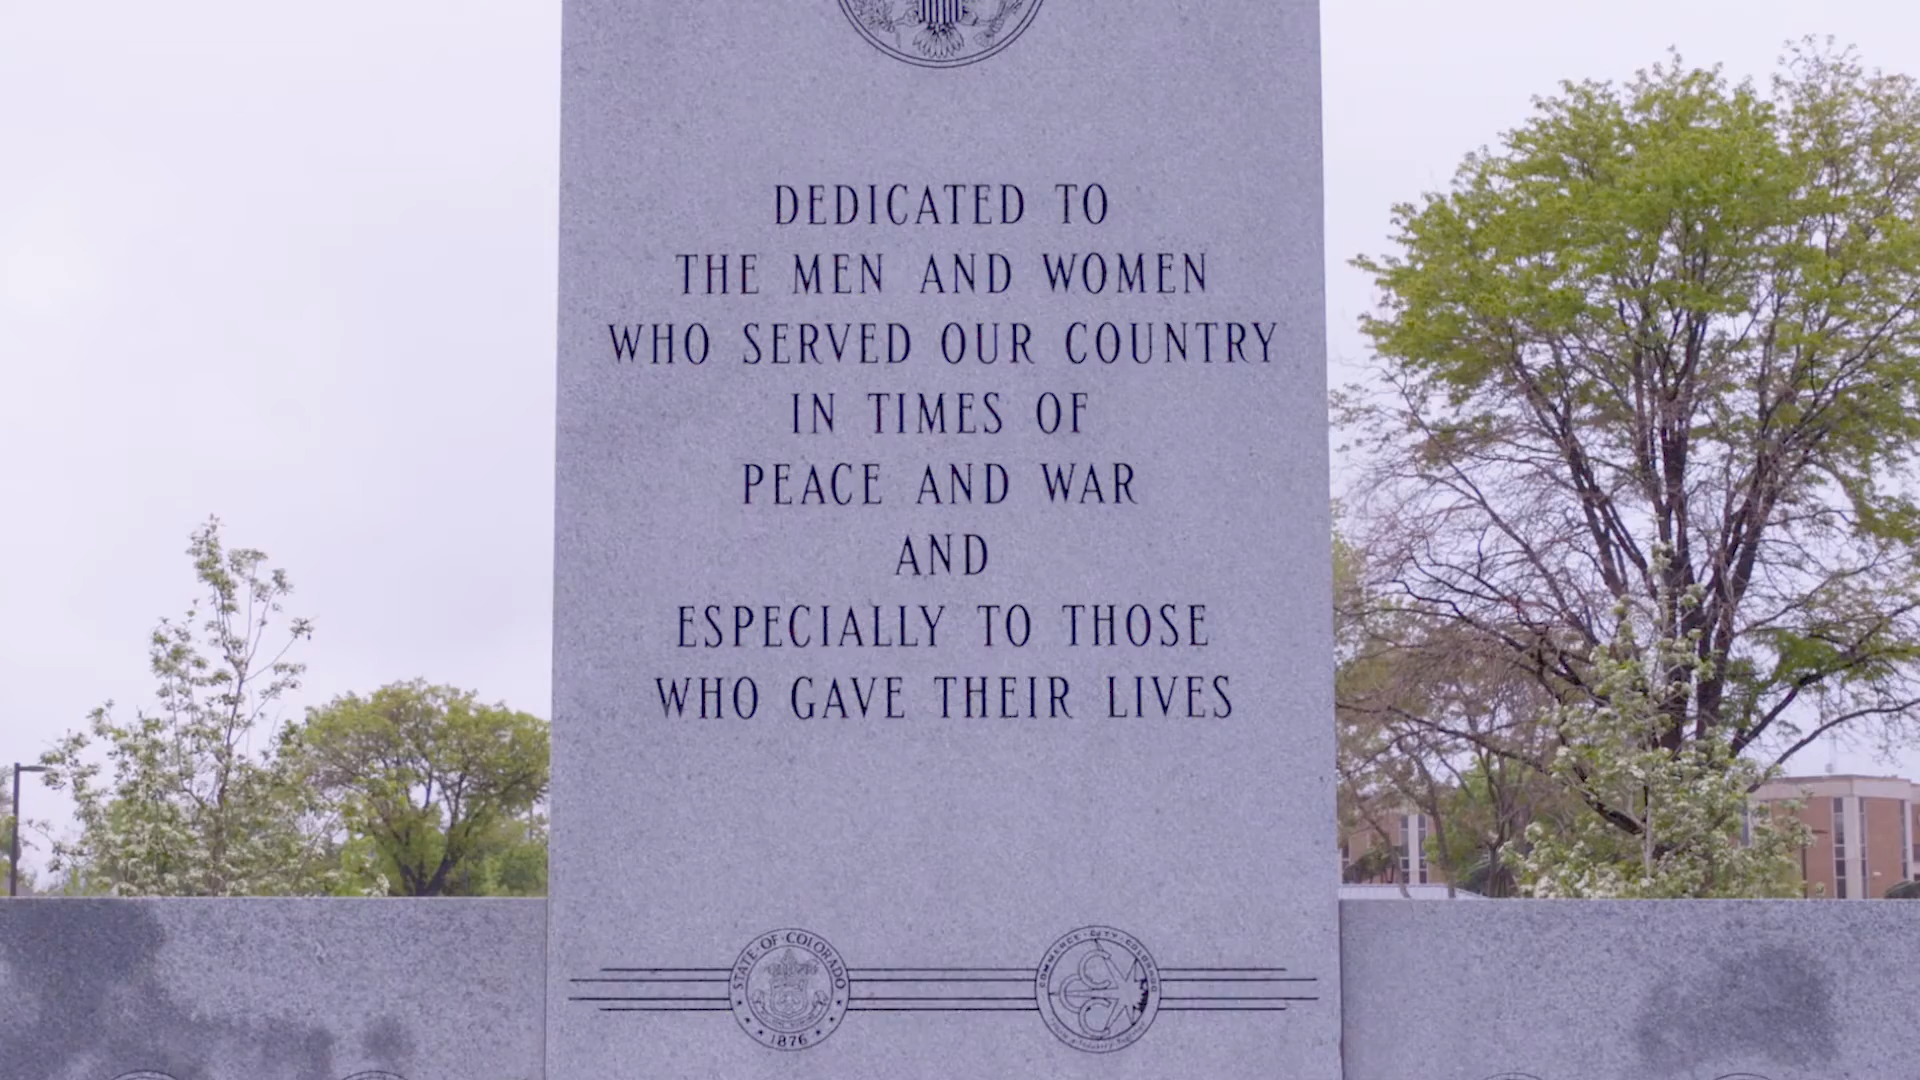 DEDICATED TO
THE MEN AND WOMEN
WHO SERVED OUR COUNTRY
IN TIMES OF
PEACE AND WAR
AND
ESPECIALLY TO THOSE
WHO GAVE THEIR LIVES
STATE·OF·COLORADO
1876
COMMERCE·CITY·COLORADO